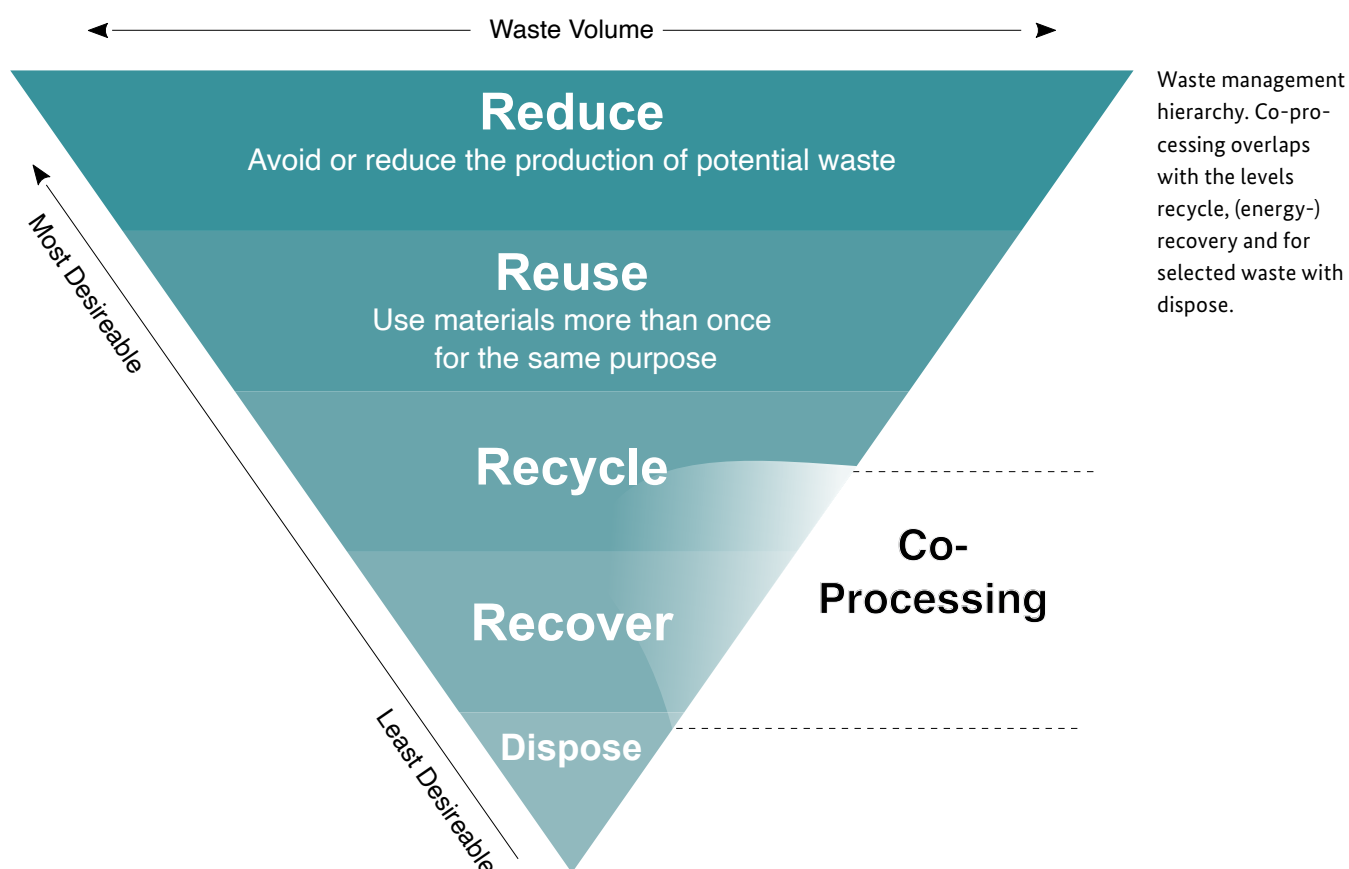 Waste Volume
Reduce
Avoid or reduce the production of potential waste
Reuse
Use materials more than once
for the same purpose
Recycle
Recover
Dispose
Most Desireable
Least Desireable
Co-
Processing
Waste management
hierarchy. Co-pro-
cessing overlaps
with the levels
recycle, (energy-)
recovery and for
selected waste with
dispose.